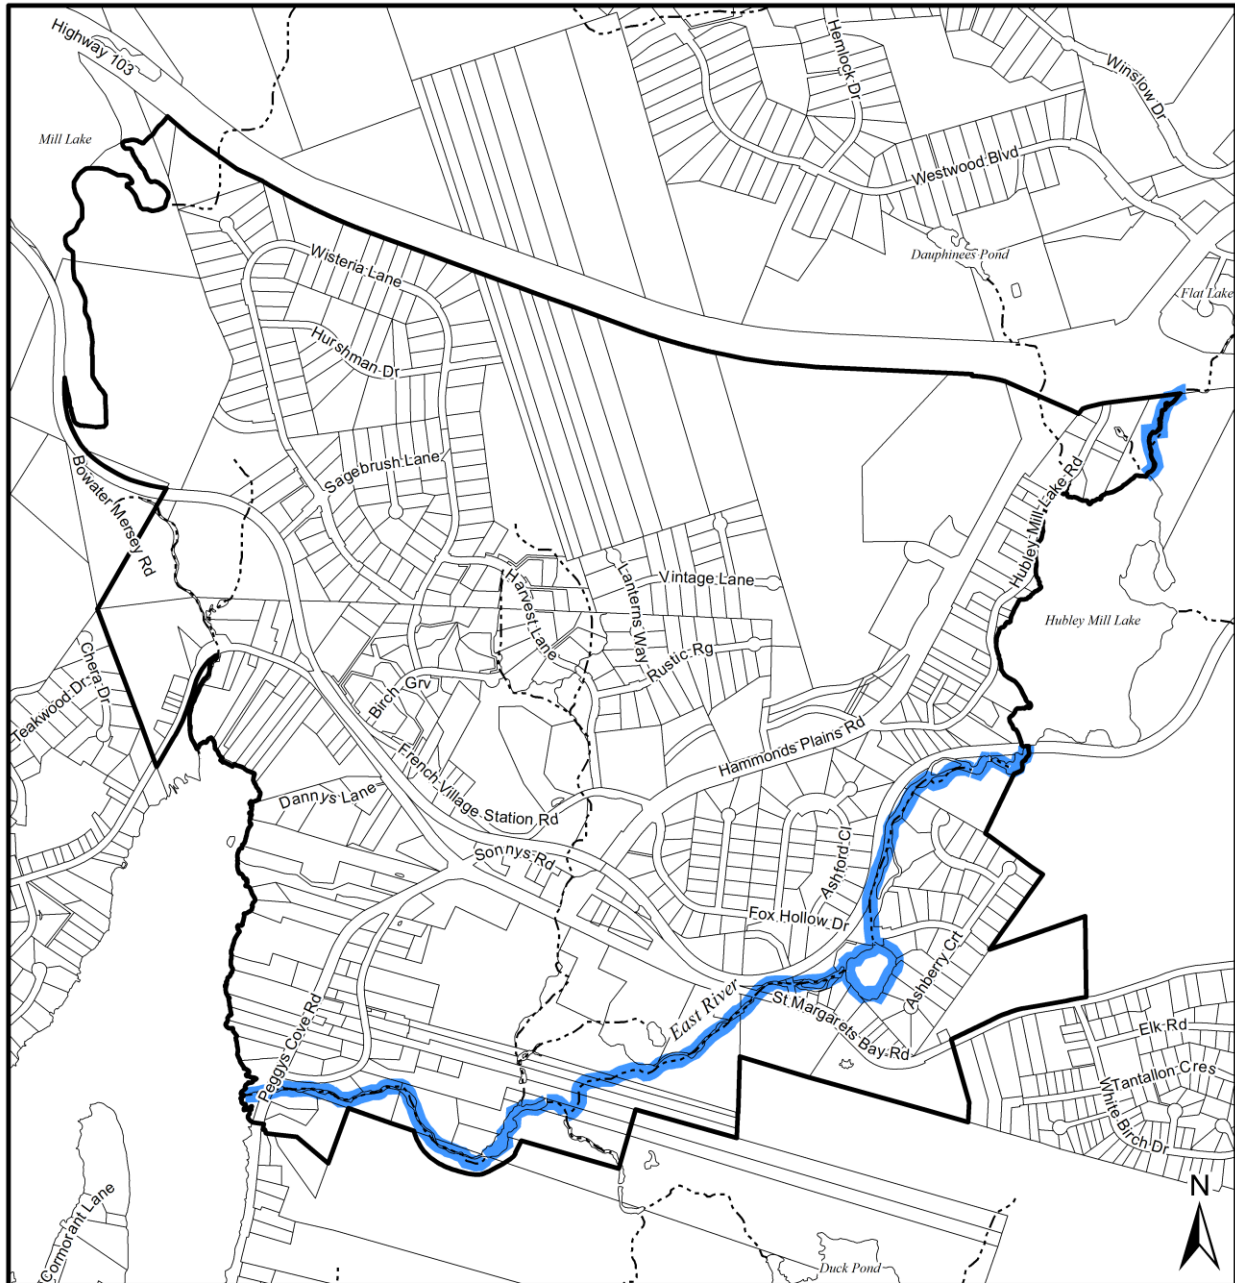 Highway 103
Hemlock Dr
Winslow Dr
Mill Lake
Westwood Blvd
Dauphinees Pond
Wisteria Lane
Flat Lake
Hurshman Dr
Sagebrush Lane
Bowater Mersey Rd
Hubley Mill Lake Rd
Harvest Lane
Lanterns Way
Vintage Lane
Hubley Mill Lake
Chera Dr
Teakwood Dr
Rustic Rg
Birch Grv
Hammonds Plains Rd
French Village Station Rd
Dannys Lane
Sonnys Rd
Ashford Cl
Fox Hollow Dr
Ashberry Crt
East River
St Margarets Bay Rd
Peggys Cove Rd
Elk Rd
Tantallon Cres
White Birch Dr
Cormorant Lane
N
Duck Pond